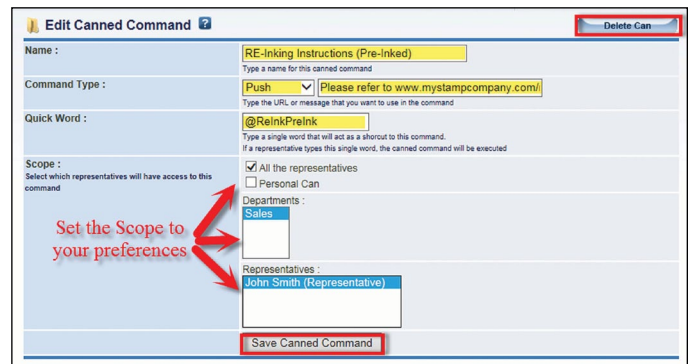 Edit Canned Command ?
Delete Can
Name :
RE-Inking Instructions (Pre-Inked)
Type a name for this canned command
Command Type :
Push
Please refer to www.mystampcompany.com/i
Type the URL or message that you want to use in the command
Quick Word :
@ReInkPreInk
Type a single word that will act as a shorcut to this command.
If a representative types this single word, the canned command will be executed
Scope :
Select which representatives will have access to this
command
All the representatives
Personal Can
Departments :
Sales
Set the Scope to
your preferences
Representatives :
John Smith (Representative)
Save Canned Command